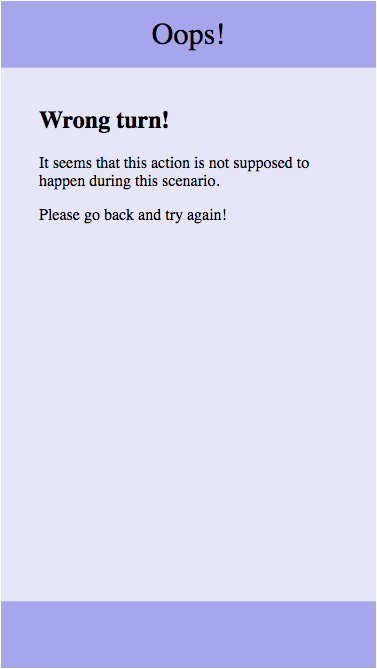 Oops!
Wrong turn!
It seems that this action is not supposed to
happen during this scenario.
Please go back and try again!